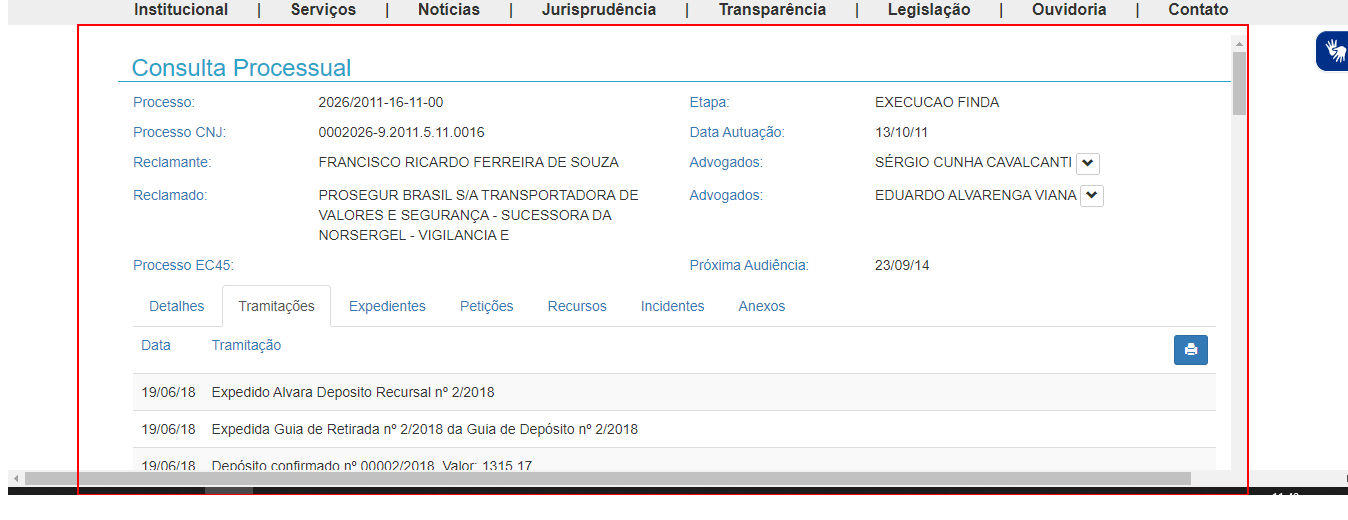 Institucional | Serviços | Notícias | Jurisprudência | Transparência | Legislação | Ouvidoria | Contato
Consulta Processual
Processo: 2026/2011-16-11-00 Etapa: EXECUCAO FINDA
Processo CNJ: 0002026-9.2011.5.11.0016 Data Autuação: 13/10/11
Reclamante: FRANCISCO RICARDO FERREIRA DE SOUZA Advogados: SÉRGIO CUNHA CAVALCANTI
Reclamado: PROSEGUR BRASIL S/A TRANSPORTADORA DE Advogados: EDUARDO ALVARENGA VIANA
VALORES E SEGURANÇA - SUCESSORA DA
NORSERGEL - VIGILANCIA E
Processo EC45: Próxima Audiência: 23/09/14
Detalhes Tramitações Expedientes Petições Recursos Incidentes Anexos
Data Tramitação
19/06/18 Expedido Alvara Deposito Recursal nº 2/2018
19/06/18 Expedida Guia de Retirada nº 2/2018 da Guia de Depósito nº 2/2018
19/06/18 Depósito confirmado nº 00002/2018 Valor: 1315,17